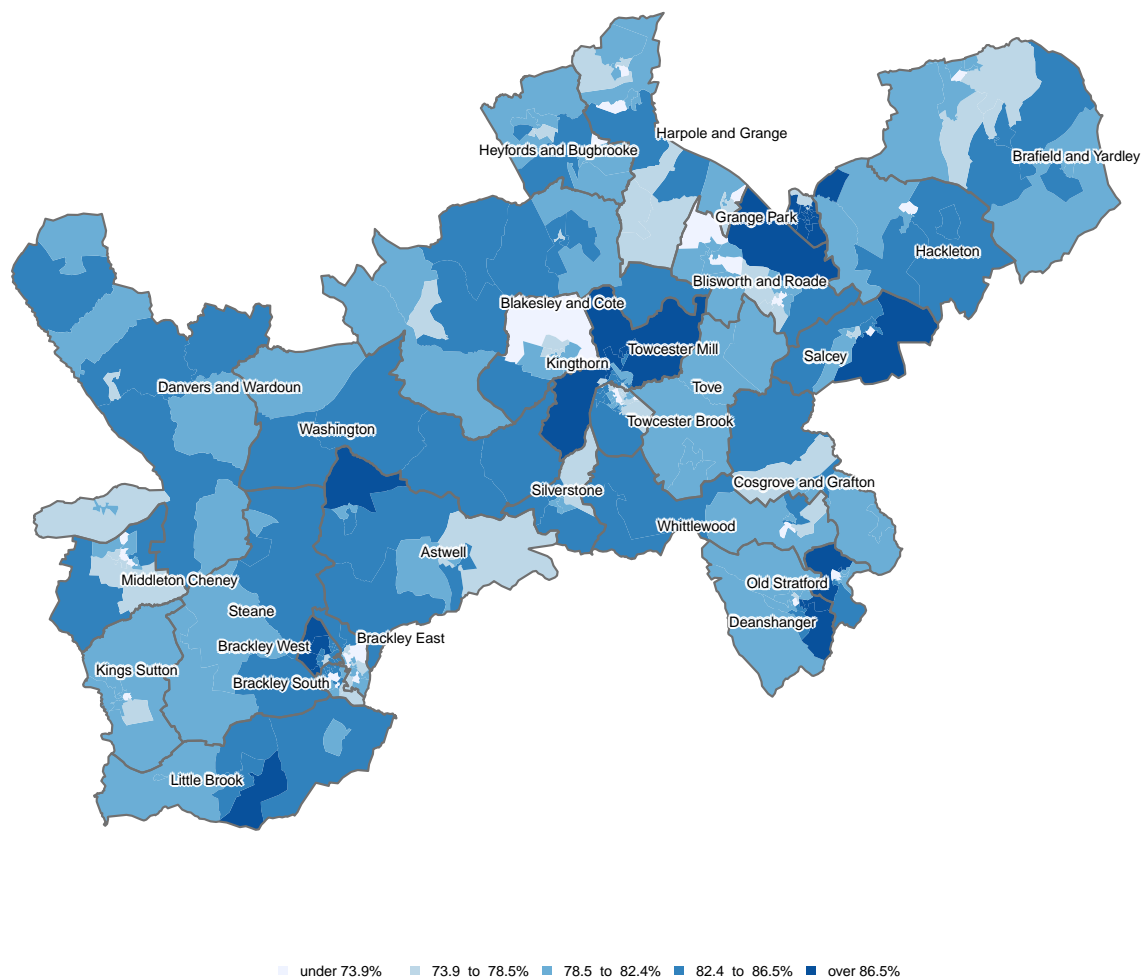 Harpole and Grange
Heyfords and Bugbrooke
Brafield and Yardley
Grange Park
Hackleton
Blisworth and Roade
Blakesley and Cote
Towcester Mill
Salcey
Kingthorn
Danvers and Wardoun
Tove
Towcester Brook
Washington
Cosgrove and Grafton
Silverstone
Whittlewood
Astwell
Middleton Cheney
Old Stratford
Steane
Deanshanger
Brackley East
Brackley West
Kings Sutton
Brackley South
Little Brook
under 73.9% 73.9 to 78.5% 78.5 to 82.4% 82.4 to 86.5% over 86.5%